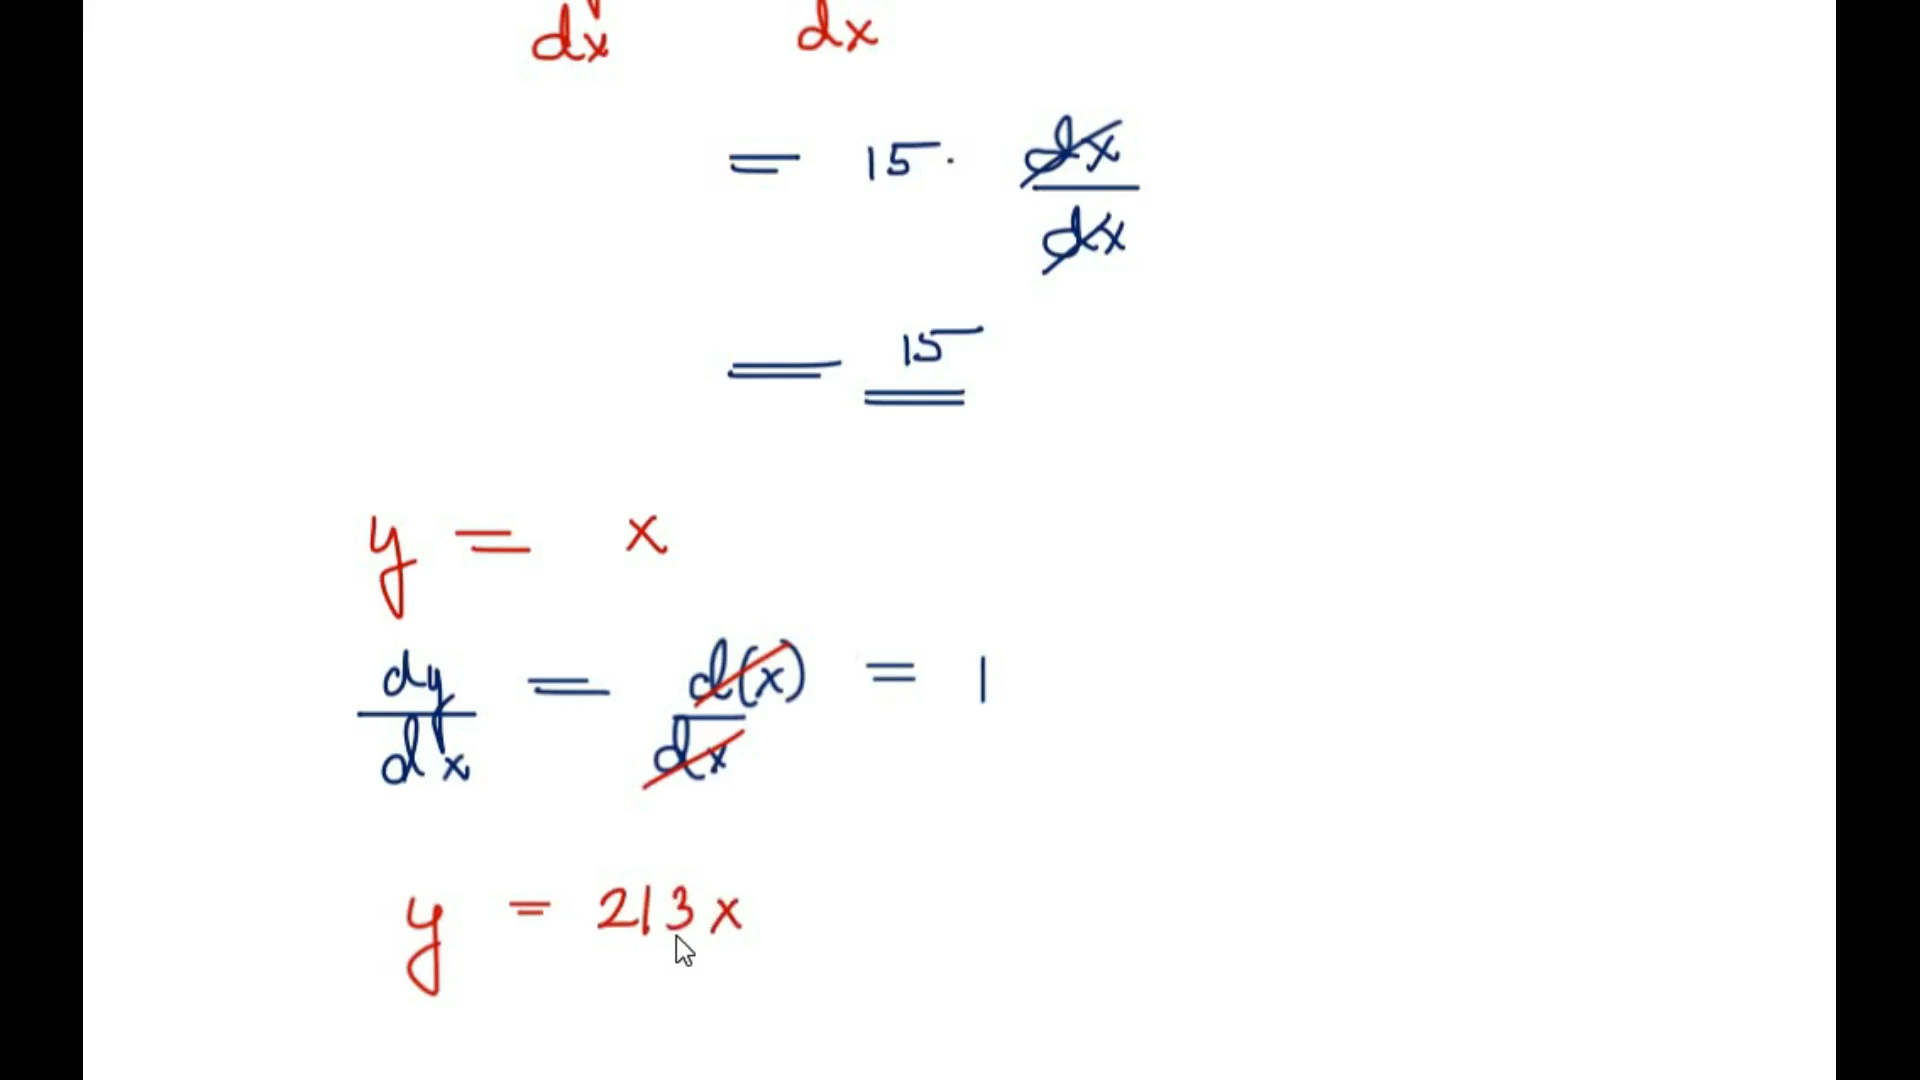 dx dx
= 15. dx/dx
= 15
y = x
dy/dx = d(x)/dx = 1
y = 213x